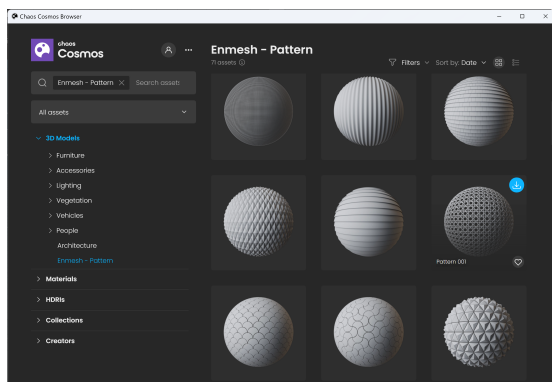 Chaos Cosmos Browser
chaos
Cosmos
Enmesh - Pattern
71 assets
Filters
Sort by: Date
Enmesh - Pattern
Search assets
All assets
3D Models
Furniture
Accessories
Lighting
Vegetation
Vehicles
People
Architecture
Enmesh - Pattern
Materials
HDRIs
Collections
Creators
Pattern 001